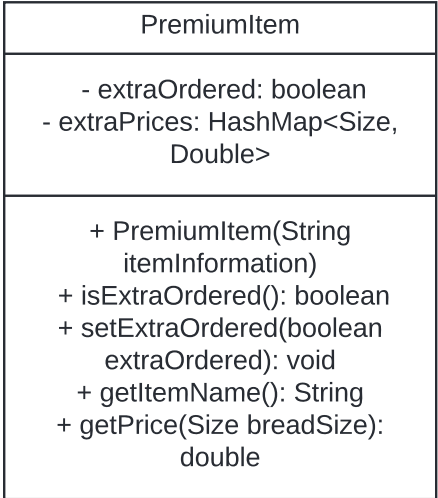 PremiumItem
- extraOrdered: boolean
- extraPrices: HashMap<Size,
Double>
+ PremiumItem(String
itemInformation)
+ isExtraOrdered(): boolean
+ setExtraOrdered(boolean
extraOrdered): void
+ getItemName(): String
+ getPrice(Size breadSize):
double